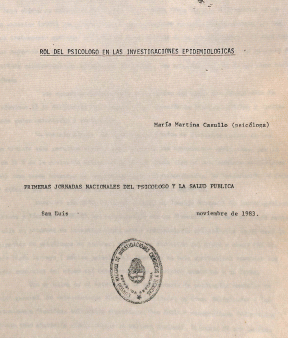 ROL DEL PSICOLOGO EN LAS INVESTIGACIONES EPIDEMIOLOGICAS
María Martina Casullo (psicóloga)
PRIMERAS JORNADAS NACIONALES DEL PSICOLOGO Y LA SALUD PUBLICA
San Luis noviembre de 1983.